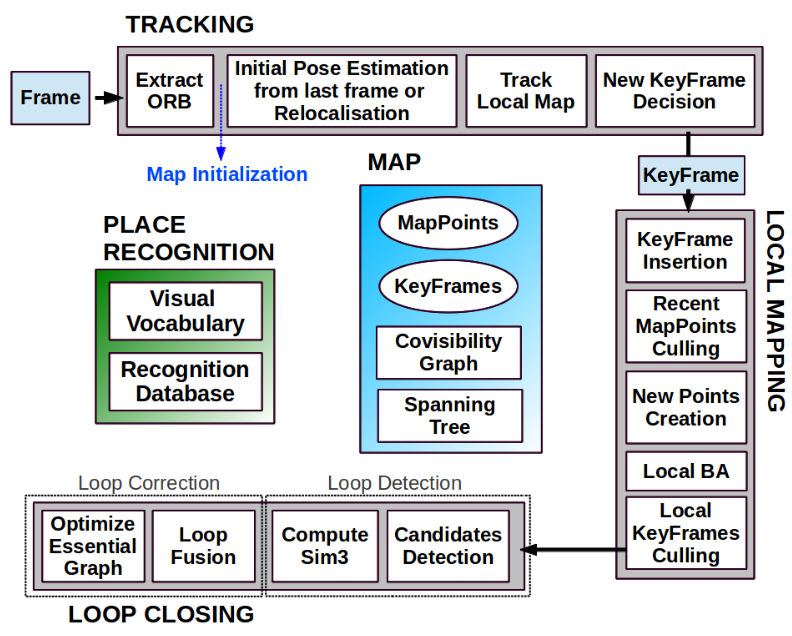 TRACKING
Frame
Extract
ORB
Initial Pose Estimation
from last frame or
Relocalisation
Track
Local Map
New KeyFrame
Decision
Map Initialization
MAP
KeyFrame
PLACE
RECOGNITION
Visual
Vocabulary
Recognition
Database
MapPoints
KeyFrames
Covisibility
Graph
Spanning
Tree
LOCAL MAPPING
KeyFrame
Insertion
Recent
MapPoints
Culling
New Points
Creation
Local BA
Local
KeyFrames
Culling
Loop Correction
Loop Detection
Optimize
Essential
Graph
Loop
Fusion
Compute
Sim3
Candidates
Detection
LOOP CLOSING